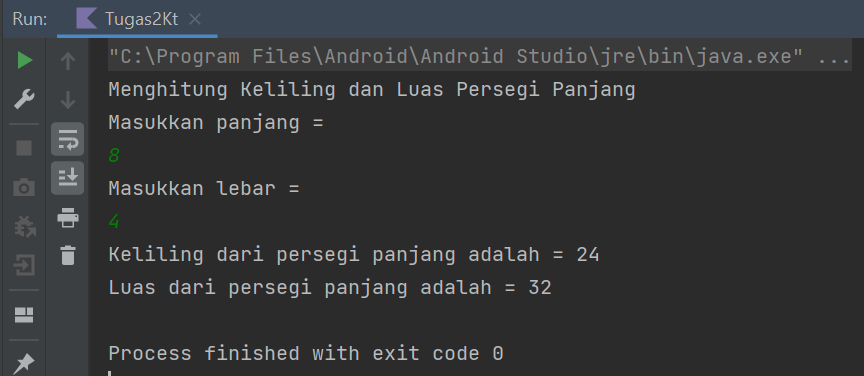 Run: Tugas2Kt
"C:\Program Files\Android\Android Studio\jre\bin\java.exe" ...
Menghitung Keliling dan Luas Persegi Panjang
Masukkan panjang =
8
Masukkan lebar =
4
Keliling dari persegi panjang adalah = 24
Luas dari persegi panjang adalah = 32
Process finished with exit code 0